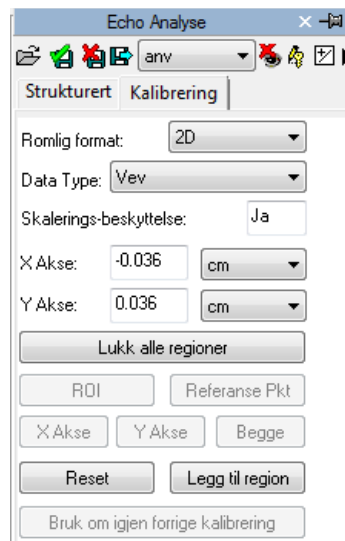 Echo Analyse
anv
Strukturert Kalibrering
Romlig format: 2D
Data Type: Vev
Skalerings-beskyttelse: Ja
X Akse: -0.036 cm
Y Akse: 0.036 cm
Lukk alle regioner
ROI Referanse Pkt
X Akse Y Akse Begge
Reset Legg til region
Bruk om igjen forrige kalibrering